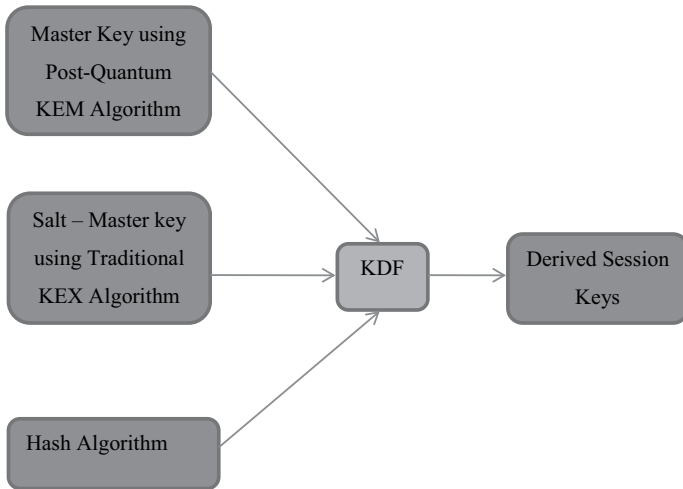 Master Key using
Post-Quantum
KEM Algorithm
Salt – Master key
using Traditional
KEX Algorithm
KDF
Derived Session
Keys
Hash Algorithm